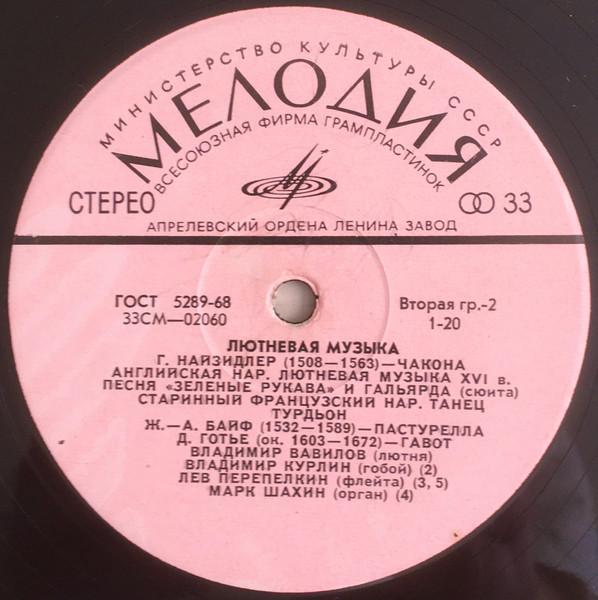 МИНИСТЕРСТВО КУЛЬТУРЫ СССР
МЕЛОДИЯ
ВСЕСОЮЗНАЯ ФИРМА ГРАМПЛАСТИНОК
СТЕРЕО
33
АПРЕЛЕВСКИЙ ОРДЕНА ЛЕНИНА ЗАВОД
ГОСТ 5289-68
Вторая гр.-2
33СМ—02060
1-20
ЛЮТНЕВАЯ МУЗЫКА
Г. НАЙЗИДЛЕР (1508—1563)—ЧАКОНА
АНГЛИЙСКАЯ НАР. ЛЮТНЕВАЯ МУЗЫКА XVI в.
ПЕСНЯ «ЗЕЛЕНЫЕ РУКАВА» И ГАЛЬЯРДА (сюита)
СТАРИННЫЙ ФРАНЦУЗСКИЙ НАР. ТАНЕЦ
ТУРДЬОН
Ж.—А. БАЙФ (1532—1589)—ПАСТУРЕЛЛА
Д. ГОТЬЕ (ок. 1603—1672)—ГАВОТ
ВЛАДИМИР ВАВИЛОВ (лютня)
ВЛАДИМИР КУРЛИН (гобой) (2)
ЛЕВ ПЕРЕПЕЛКИН (флейта) (3, 5)
МАРК ШАХИН (орган) (4)